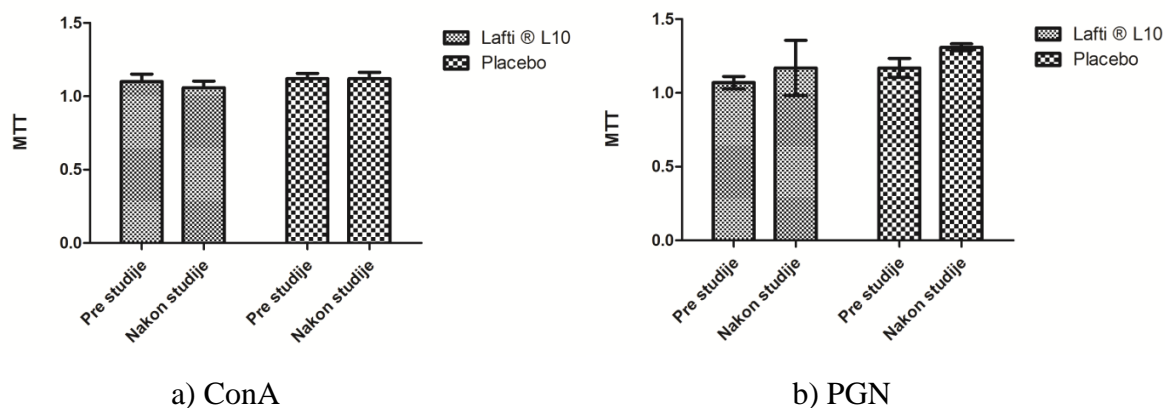 1.5
1.0
0.5
0.0
MTT
Pre studije
Nakon studije
Pre studije
Nakon studije
Lafti ® L10
Placebo
a) ConA
1.5
1.0
0.5
0.0
MTT
Pre studije
Nakon studije
Pre studije
Nakon studije
Lafti ® L10
Placebo
b) PGN